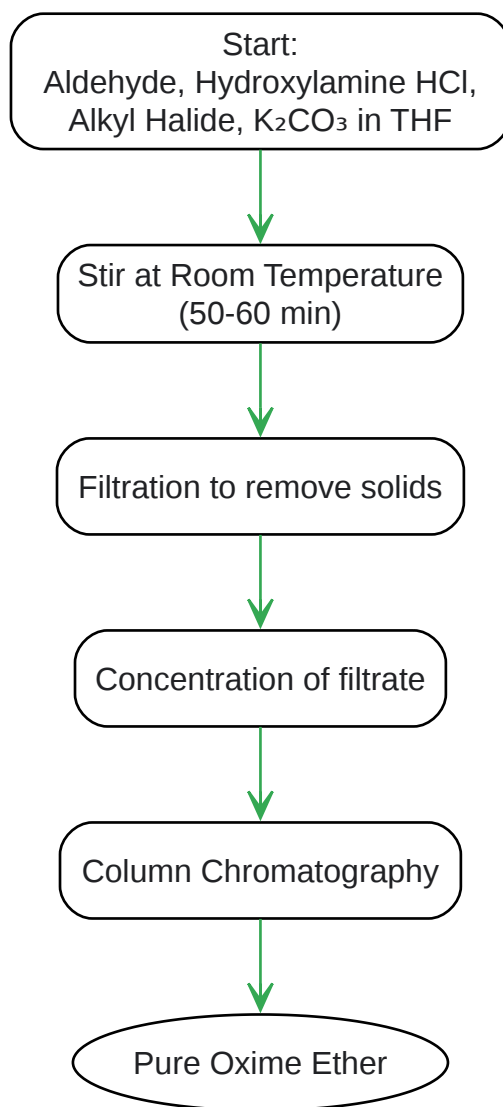 Start:
Aldehyde, Hydroxylamine HCl,
Alkyl Halide, K₂CO₃ in THF
Stir at Room Temperature
(50-60 min)
Filtration to remove solids
Concentration of filtrate
Column Chromatography
Pure Oxime Ether